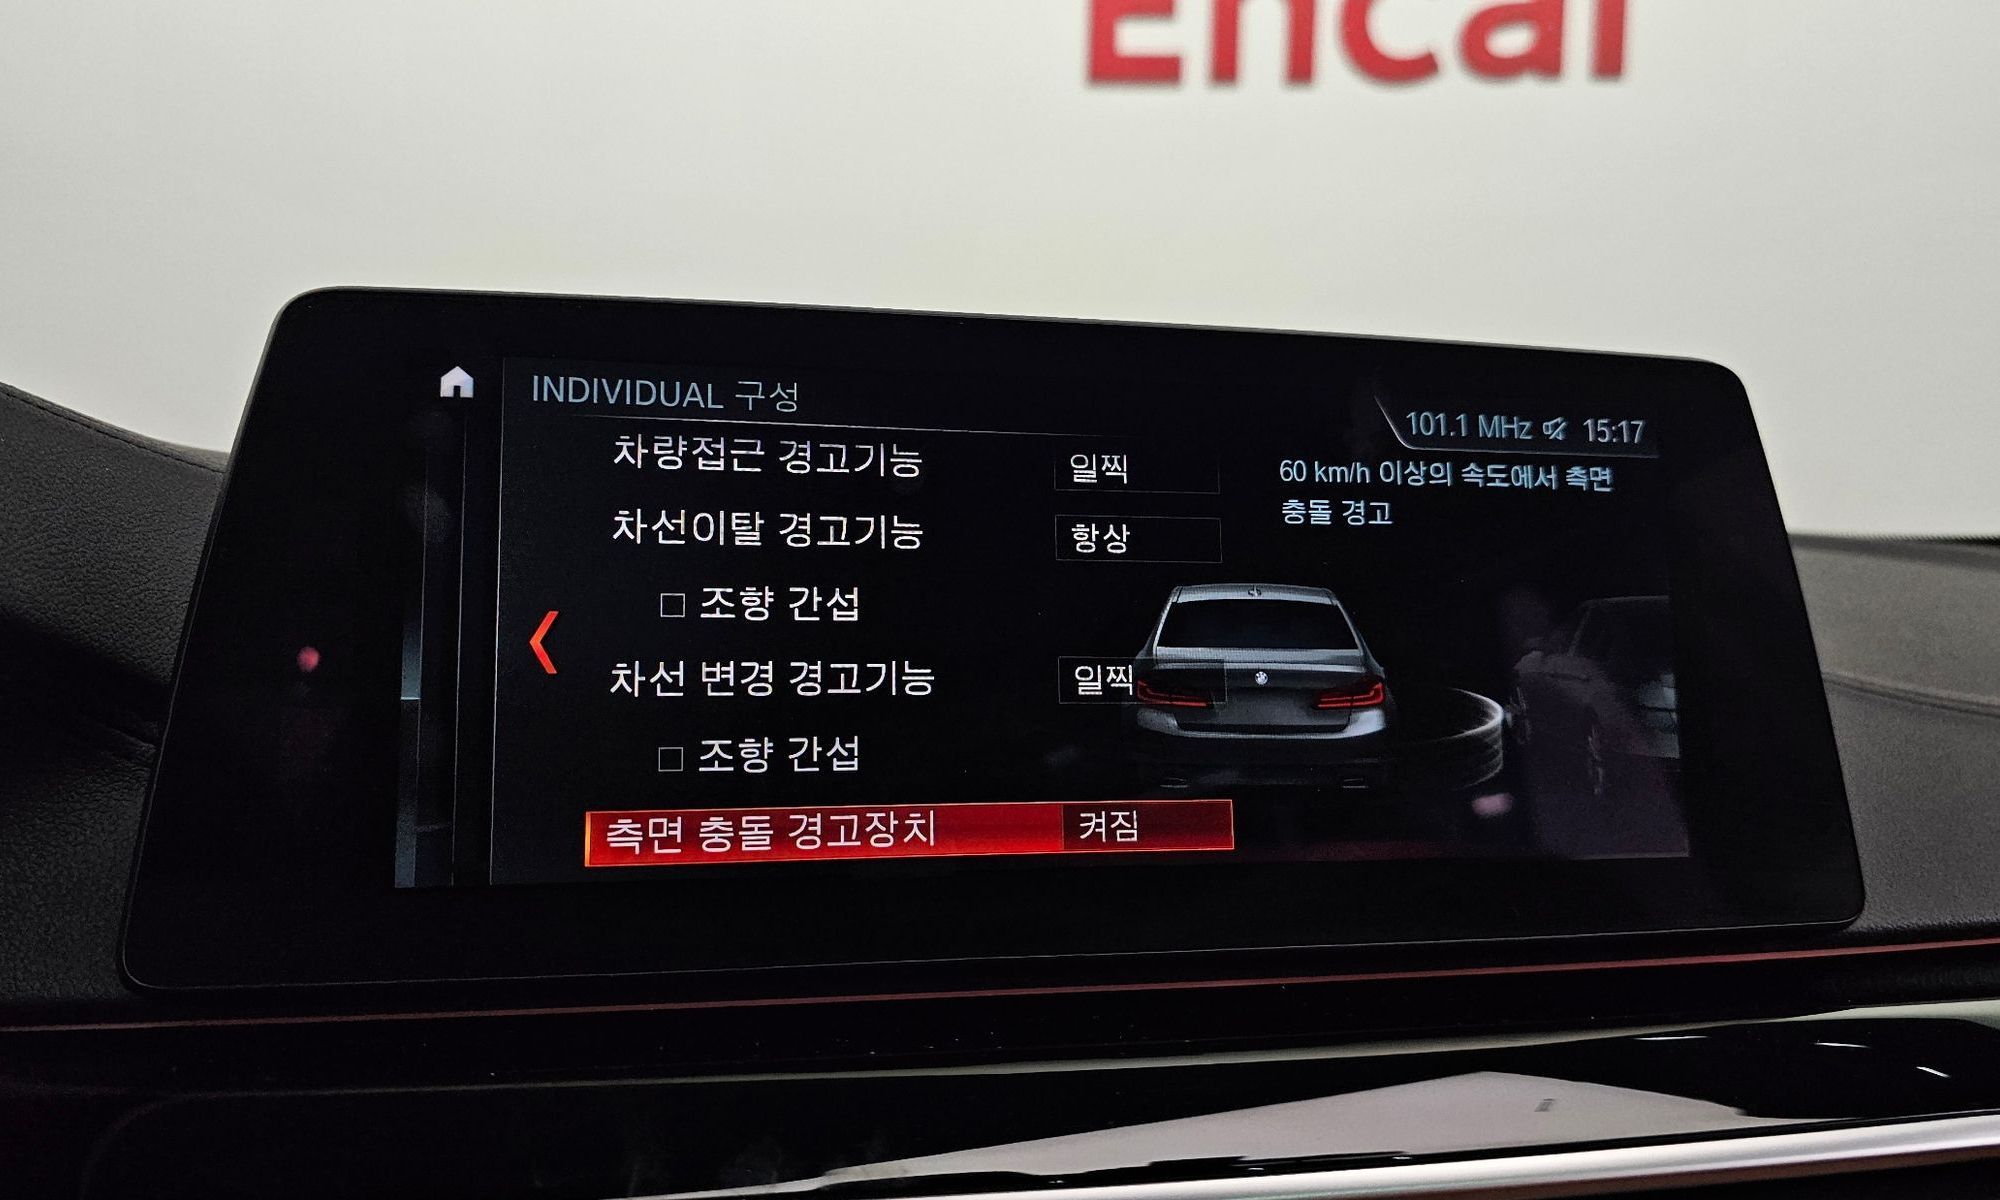 Encar
INDIVIDUAL 구성
101.1 MHz 15:17
차량접근 경고기능 일찍
차선이탈 경고기능 항상
조향 간섭
차선 변경 경고기능 일찍
조향 간섭
측면 충돌 경고장치 켜짐
60 km/h 이상의 속도에서 측면
충돌 경고